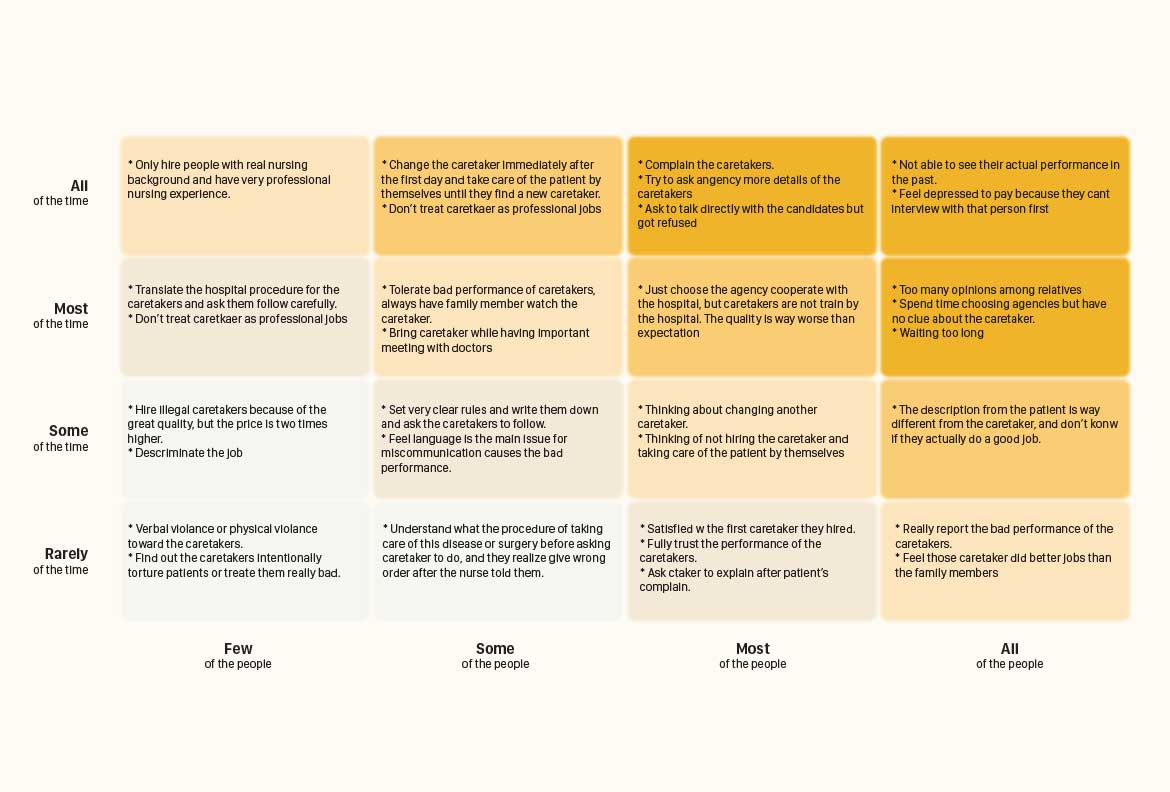 All
of the time
* Only hire people with real nursing
background and have very professional
nursing experience.
* Change the caretaker immediately after
the first day and take care of the patient by
themselves until they find a new caretaker.
* Don't treat caretkaer as professional jobs
* Complain the caretakers.
* Try to ask angency more details of the
caretakers
* Ask to talk directly with the candidates but
got refused
* Not able to see their actual performance in
the past.
* Feel depressed to pay because they cant
interview with that person first
Most
of the time
* Translate the hospital procedure for the
caretakers and ask them follow carefully.
* Don't treat caretkaer as professional jobs
* Tolerate bad performance of caretakers,
always have family member watch the
caretaker.
* Bring caretaker while having important
meeting with doctors
* Just choose the agency cooperate with
the hospital, but caretakers are not train by
the hospital. The quality is way worse than
expectation
* Too many opinions among relatives
* Spend time choosing agencies but have
no clue about the caretaker.
* Waiting too long
Some
of the time
* Hire illegal caretakers because of the
great quality, but the price is two times
higher.
* Descriminate the job
* Set very clear rules and write them down
and ask the caretakers to follow.
* Feel language is the main issue for
miscommunication causes the bad
performance.
* Thinking about changing another
caretaker.
* Thinking of not hiring the caretaker and
taking care of the patient by themselves
* The description from the patient is way
different from the caretaker, and don't konw
if they actually do a good job.
Rarely
of the time
* Verbal violance or physical violance
toward the caretakers.
* Find out the caretakers intentionally
torture patients or treate them really bad.
* Understand what the procedure of taking
care of this disease or surgery before asking
caretaker to do, and they realize give wrong
order after the nurse told them.
* Satisfied w the first caretaker they hired.
* Fully trust the performance of the
caretakers.
* Ask ctaker to explain after patient's
complain.
* Really report the bad performance of the
caretakers.
* Feel those caretaker did better jobs than
the family members
Few
of the people
Some
of the people
Most
of the people
All
of the people